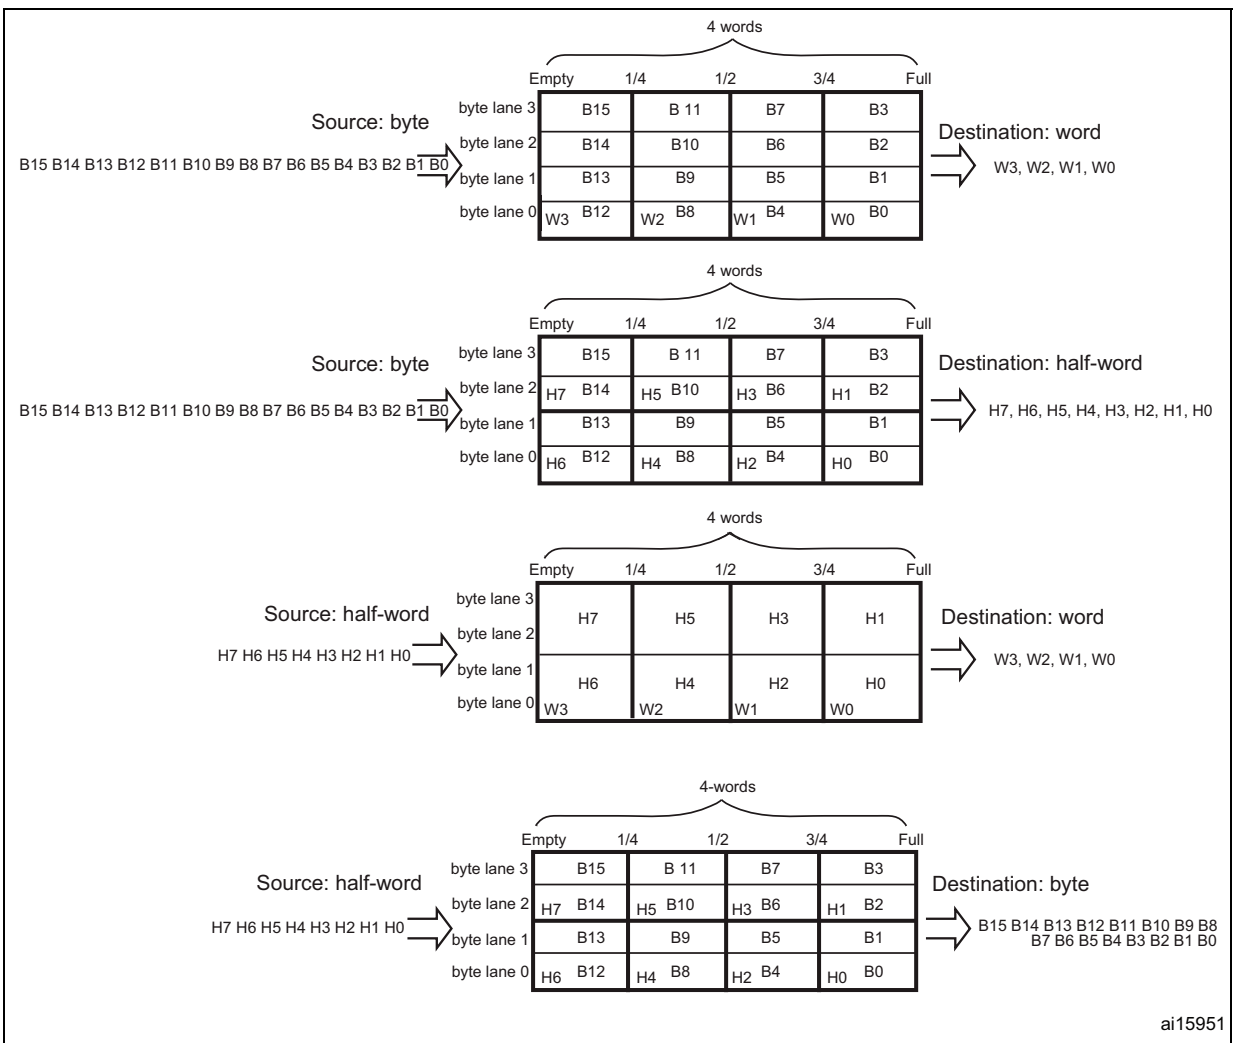 4 words
Empty 1/4 1/2 3/4 Full
Source: byte
B15 B14 B13 B12 B11 B10 B9 B8 B7 B6 B5 B4 B3 B2 B1 B0
byte lane 3 B15 B 11 B7 B3
byte lane 2 B14 B10 B6 B2
byte lane 1 B13 B9 B5 B1
byte lane 0 W3 B12 W2 B8 W1 B4 W0 B0
Destination: word
W3, W2, W1, W0
4 words
Empty 1/4 1/2 3/4 Full
Source: byte
B15 B14 B13 B12 B11 B10 B9 B8 B7 B6 B5 B4 B3 B2 B1 B0
byte lane 3 B15 B 11 B7 B3
byte lane 2 H7 B14 H5 B10 H3 B6 H1 B2
byte lane 1 B13 B9 B5 B1
byte lane 0 H6 B12 H4 B8 H2 B4 H0 B0
Destination: half-word
H7, H6, H5, H4, H3, H2, H1, H0
4 words
Empty 1/4 1/2 3/4 Full
Source: half-word
H7 H6 H5 H4 H3 H2 H1 H0
byte lane 3
H7 H5 H3 H1
byte lane 2
byte lane 1
H6 H4 H2 H0
byte lane 0 W3 W2 W1 W0
Destination: word
W3, W2, W1, W0
4-words
Empty 1/4 1/2 3/4 Full
Source: half-word
H7 H6 H5 H4 H3 H2 H1 H0
byte lane 3 B15 B 11 B7 B3
byte lane 2 H7 B14 H5 B10 H3 B6 H1 B2
byte lane 1 B13 B9 B5 B1
byte lane 0 H6 B12 H4 B8 H2 B4 H0 B0
Destination: byte
B15 B14 B13 B12 B11 B10 B9 B8
B7 B6 B5 B4 B3 B2 B1 B0
ai15951